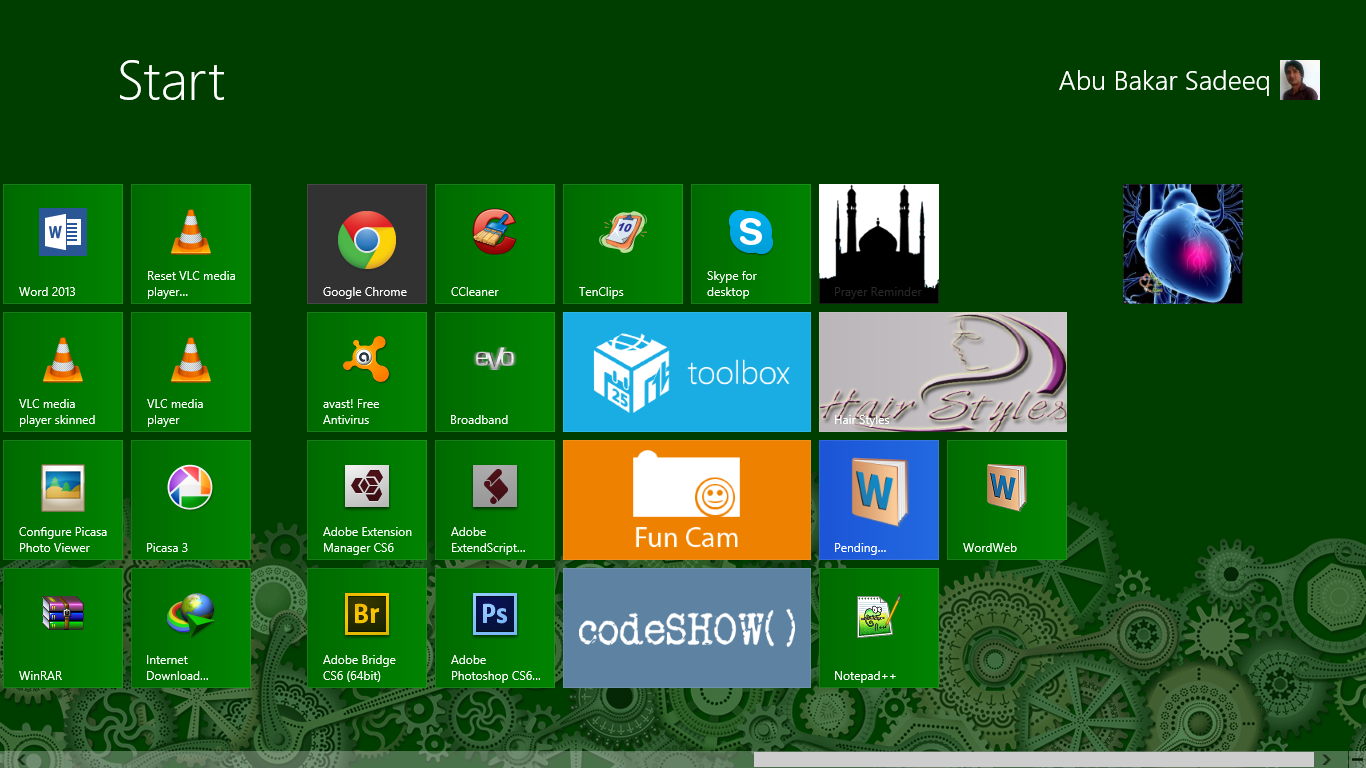 Start
Abu Bakar Sadeeq
W
Word 2013
Reset VLC media
player...
Google Chrome
CCleaner
10
TenClips
S
Skype for
desktop
Prayer Reminder
VLC media
player skinned
VLC media
player
a
avast! Free
Antivirus
evo
Broadband
25
toolbox
Hair Styles
Hair Styles
Configure Picasa
Photo Viewer
Picasa 3
Adobe Extension
Manager CS6
Adobe
ExtendScript...
Fun Cam
W
Pending...
W
WordWeb
WinRAR
Internet
Download...
Br
Adobe Bridge
CS6 (64bit)
Ps
Adobe
Photoshop CS6...
codeSHOW()
Notepad++